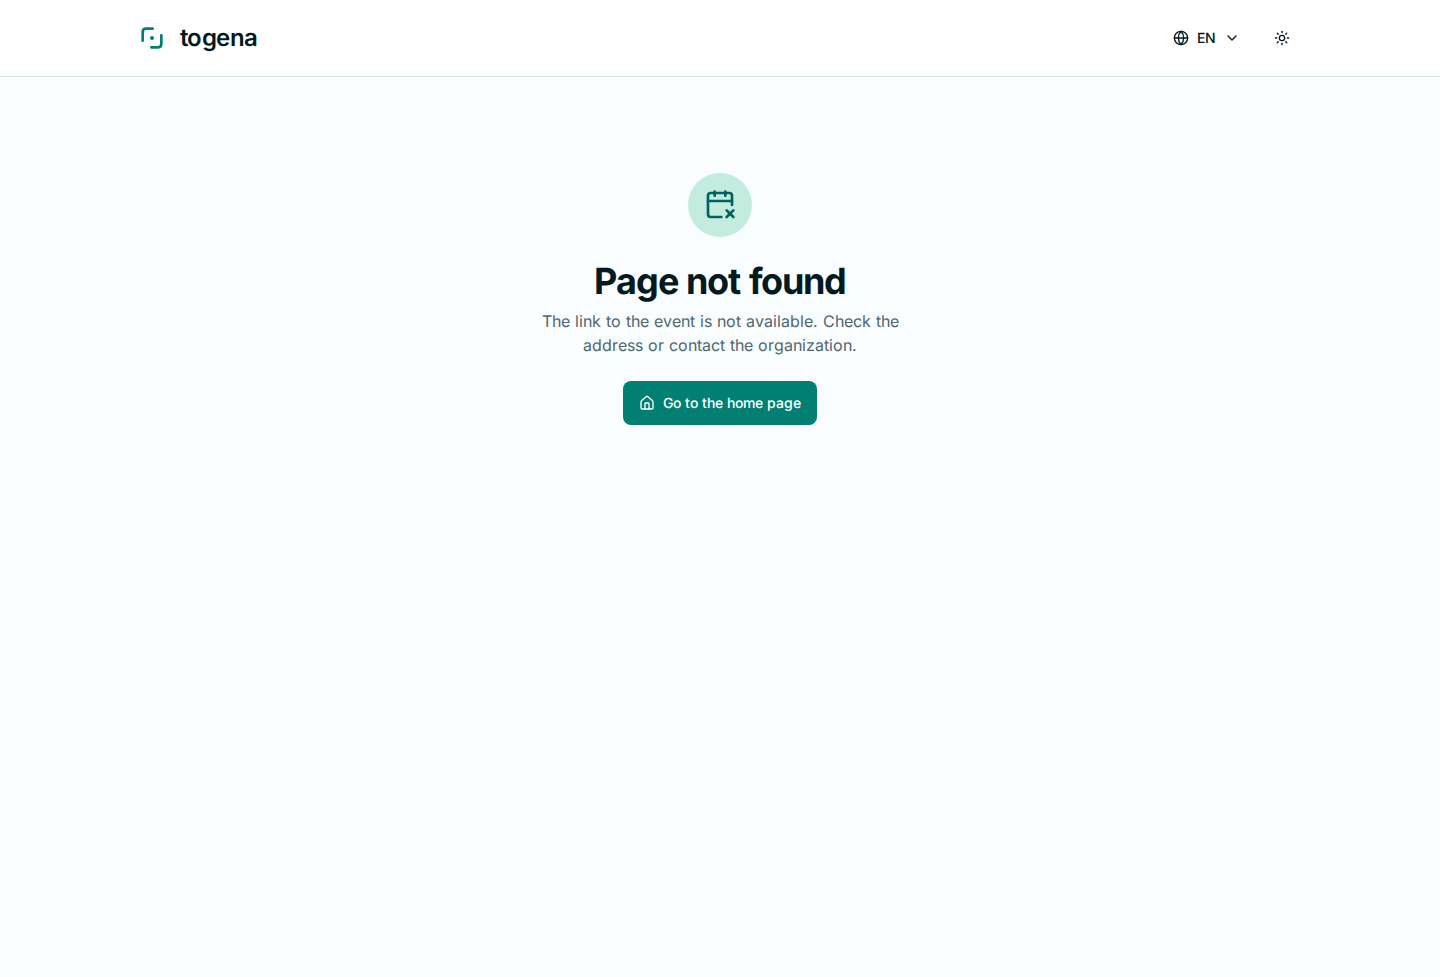 togena
EN
Page not found
The link to the event is not available. Check the
address or contact the organization.
Go to the home page